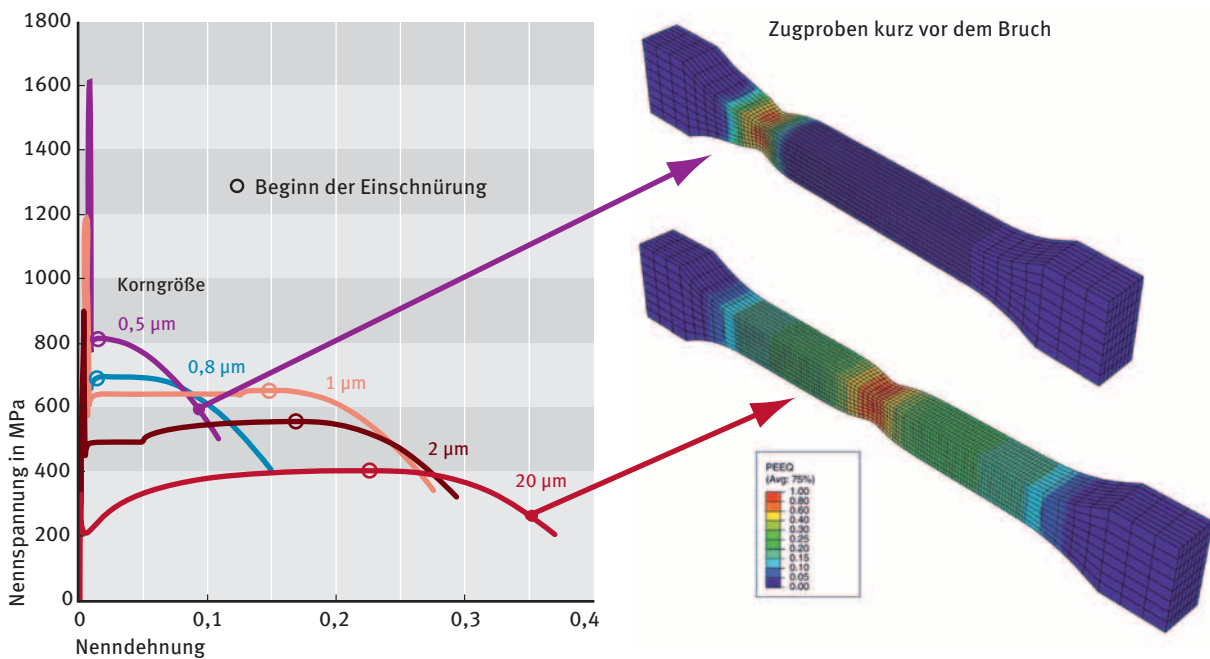 1800
1600
1400
1200
1000
800
600
400
200
0
Nennspannung in MPa
0
0,1
0,2
0,3
0,4
Nenndehnung
Beginn der Einschnürung
Korngröße
0,5 µm
0,8 µm
1 µm
2 µm
20 µm
Zugproben kurz vor dem Bruch
PEEQ
(Avg: 75%)
1.00
0.80
0.60
0.40
0.25
0.20
0.15
0.10
0.05
0.00